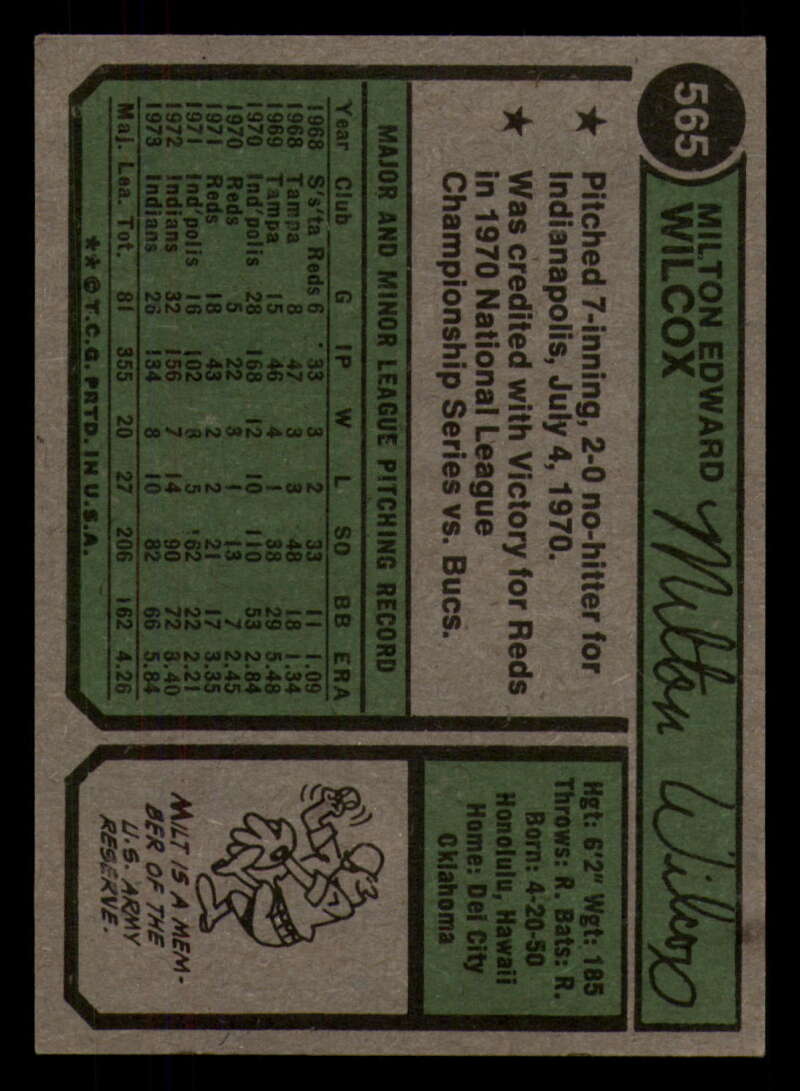 565
MILTON EDWARD
WILCOX
Milton Wilcox
★ Pitched 7-inning, 2-0 no-hitter for
Indianapolis, July 4, 1970.
★ Was credited with Victory for Reds
in 1970 National League
Championship Series vs. Bucs.
MAJOR AND MINOR LEAGUE PITCHING RECORD
Year Club G IP W L SO BB ERA
1968 S's'ta Reds 6 33 3 2 33 11 1.09
1968 Tampa 8 47 3 3 48 18 1.34
1969 Tampa 15 46 4 1 38 29 5.48
1970 Ind'polis 28 168 12 10 110 53 2.84
1970 Reds 5 22 3 1 13 7 2.45
1971 Reds 18 43 2 2 21 17 3.35
1971 Ind'polis 16 102 8 5 62 22 2.21
1972 Indians 32 156 7 14 90 72 3.40
1973 Indians 26 134 8 10 82 66 5.84
Maj. Lea. Tot. 81 355 20 27 206 162 4.26
**©T.C.G. PRTD. IN U.S.A.
Hgt: 6'2" Wgt: 185
Throws: R. Bats: R.
Born: 4-20-50
Honolulu, Hawaii
Home: Del City
Oklahoma
MILT IS A MEM-
BER OF THE
U.S. ARMY
RESERVE.